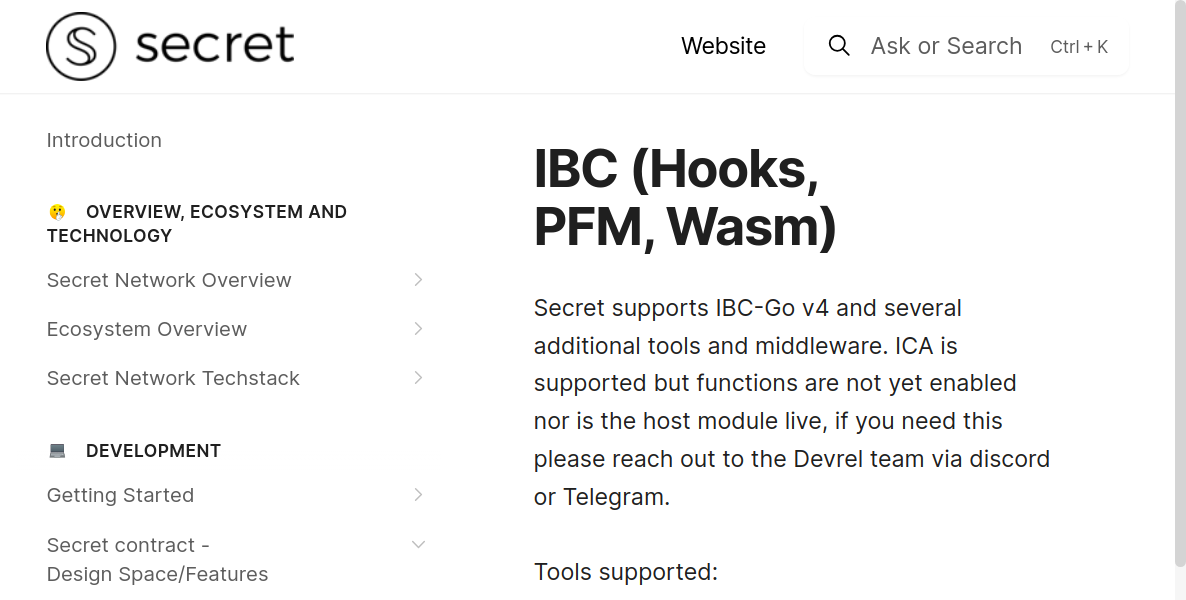 secret
Website
Ask or Search
Ctrl + K
Introduction
OVERVIEW, ECOSYSTEM AND
TECHNOLOGY
Secret Network Overview
Ecosystem Overview
Secret Network Techstack
DEVELOPMENT
Getting Started
Secret contract -
Design Space/Features
IBC (Hooks,
PFM, Wasm)
Secret supports IBC-Go v4 and several
additional tools and middleware. ICA is
supported but functions are not yet enabled
nor is the host module live, if you need this
please reach out to the Devrel team via discord
or Telegram.
Tools supported: